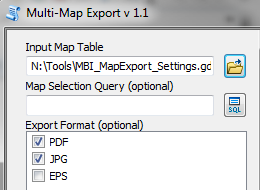 Multi-Map Export v 1.1
Input Map Table
N:\Tools\MBI_MapExport_Settings.gd
Map Selection Query (optional)
SQL
Export Format (optional)
PDF
JPG
EPS